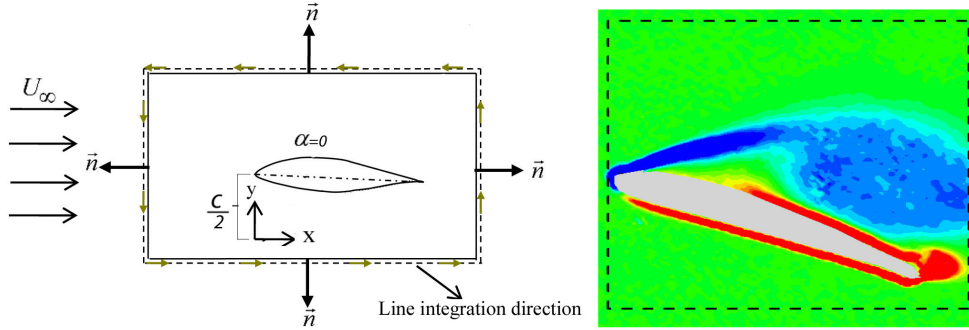 n⃗
U∞
α=0
n⃗
n⃗
C/2
y
x
n⃗
Line integration direction